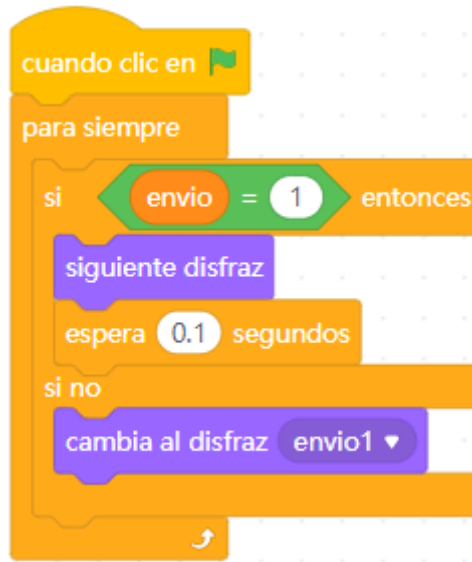 cuando clic en
para siempre
si envio = 1 entonces
siguiente disfraz
espera 0.1 segundos
si no
cambia al disfraz envio1